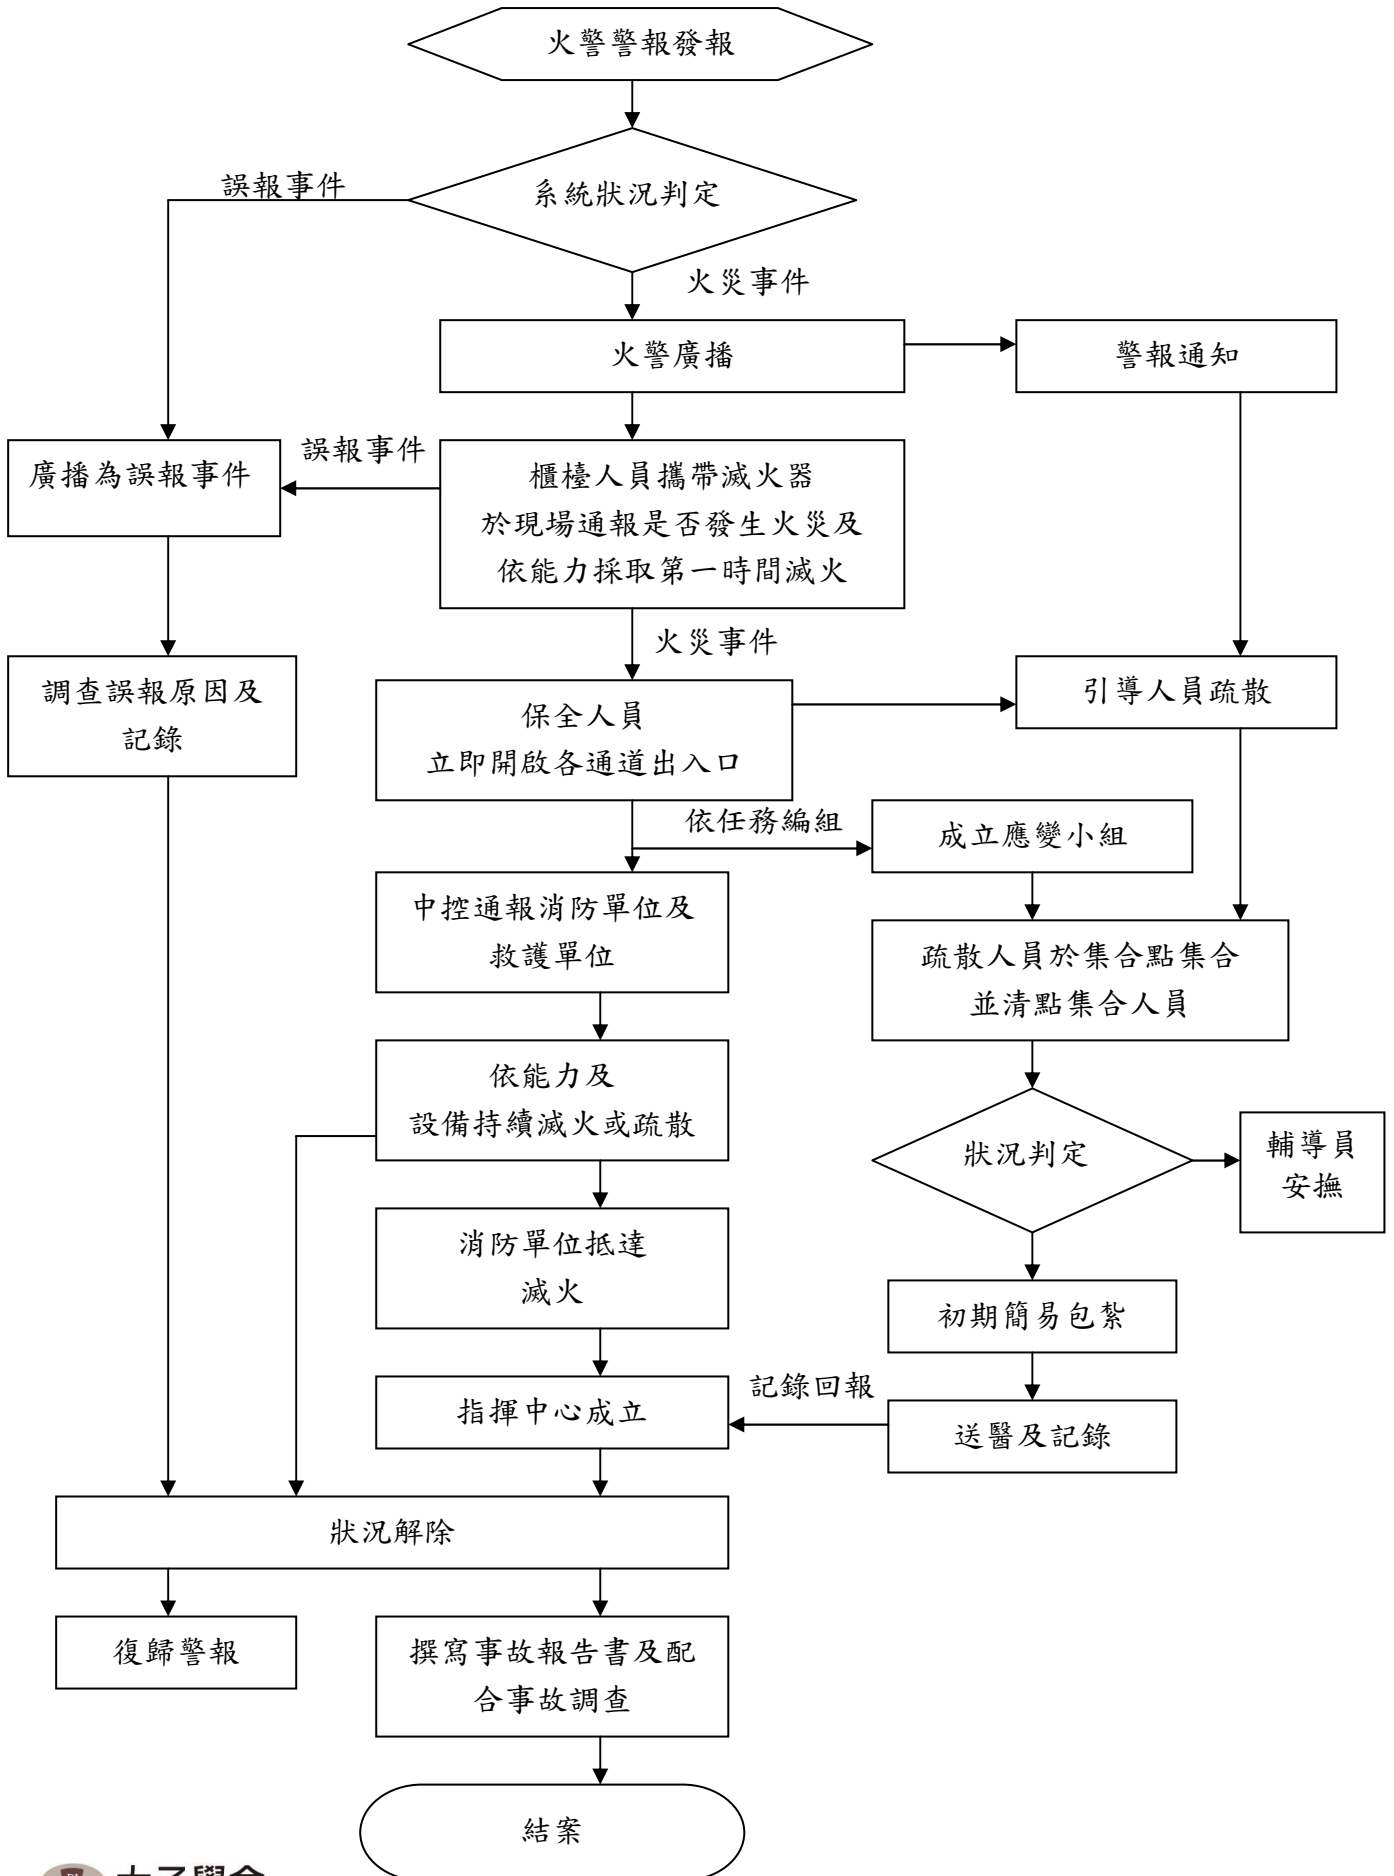 火警警報發報
系統狀況判定
誤報事件
火災事件
火警廣播
警報通知
廣播為誤報事件
誤報事件
櫃檯人員攜帶滅火器
於現場通報是否發生火災及
依能力採取第一時間滅火
火災事件
調查誤報原因及
記錄
保全人員
立即開啟各通道出入口
引導人員疏散
依任務編組
成立應變小組
中控通報消防單位及
救護單位
疏散人員於集合點集合
並清點集合人員
依能力及
設備持續滅火或疏散
狀況判定
輔導員
安撫
消防單位抵達
滅火
初期簡易包紮
指揮中心成立
記錄回報
送醫及記錄
狀況解除
復歸警報
撰寫事故報告書及配
合事故調查
結案